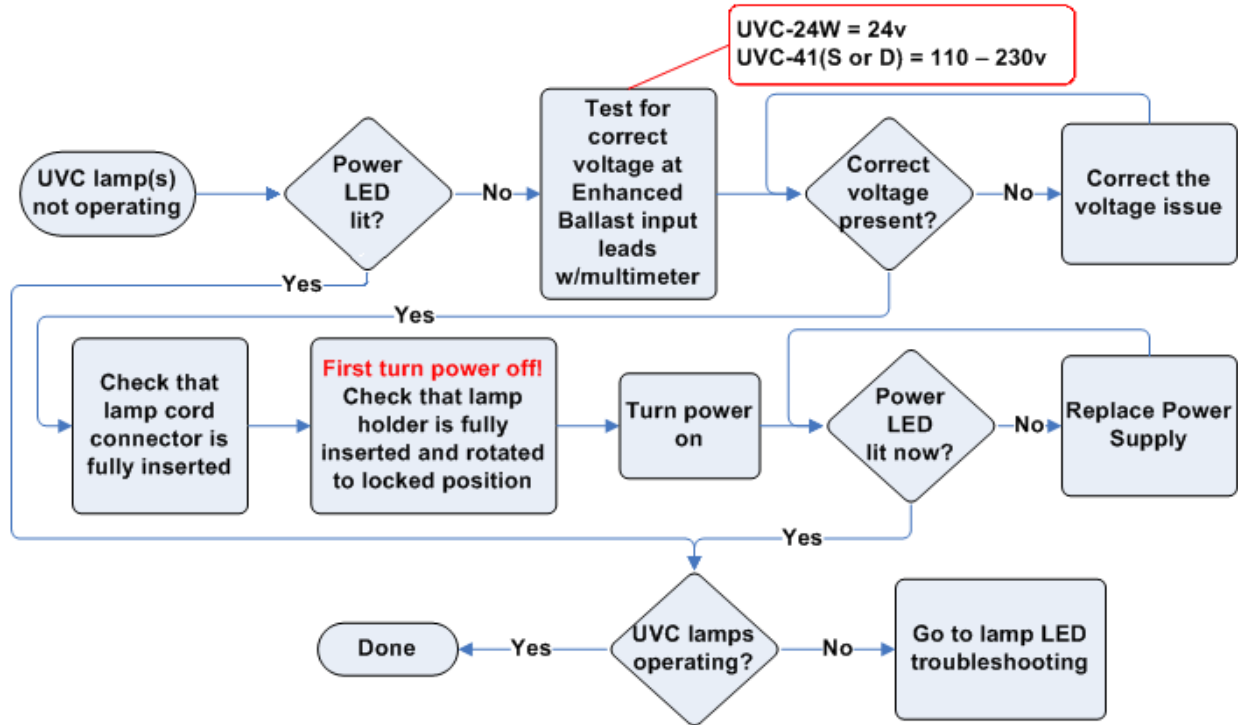 UVC-24W = 24v
UVC-41(S or D) = 110 – 230v
UVC lamp(s)
not operating
Power
LED
lit?
No
Test for
correct
voltage at
Enhanced
Ballast input
leads
w/multimeter
Correct
voltage
present?
No
Correct the
voltage issue
Yes
Yes
Check that
lamp cord
connector is
fully inserted
First turn power off!
Check that lamp
holder is fully
inserted and rotated
to locked position
Turn power
on
Power
LED
lit now?
No
Replace Power
Supply
Yes
UVC lamps
operating?
Yes
Done
No
Go to lamp LED
troubleshooting